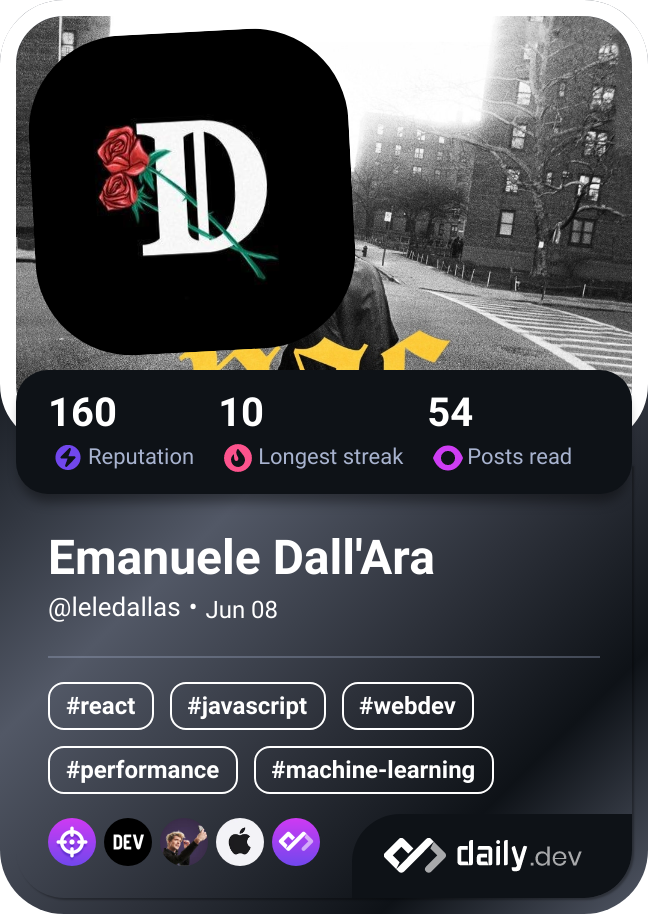 D
160 10 54
Reputation Longest streak Posts read
Emanuele Dall'Ara
@leledallas • Jun 08
#react #javascript #webdev
#performance #machine-learning
DEV
daily.dev